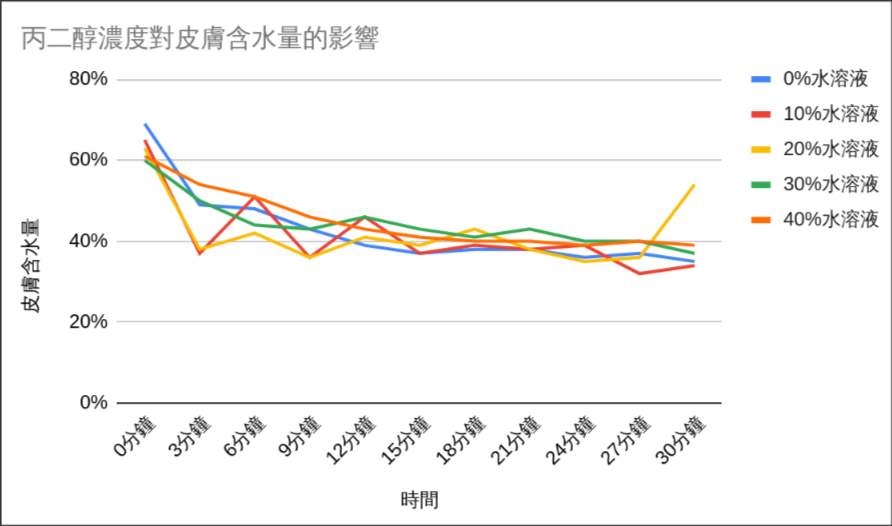 丙二醇濃度對皮膚含水量的影響
80%
60%
40%
20%
0%
皮膚含水量
0分鐘
3分鐘
6分鐘
9分鐘
12分鐘
15分鐘
18分鐘
21分鐘
24分鐘
27分鐘
30分鐘
時間
0%水溶液
10%水溶液
20%水溶液
30%水溶液
40%水溶液